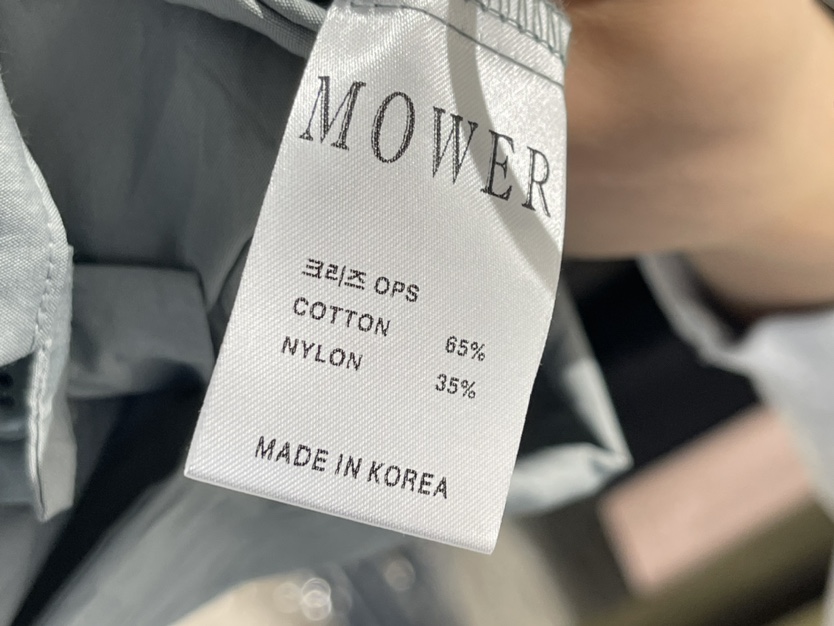 MOWER
크리즈 OPS
COTTON 65%
NYLON 35%
MADE IN KOREA